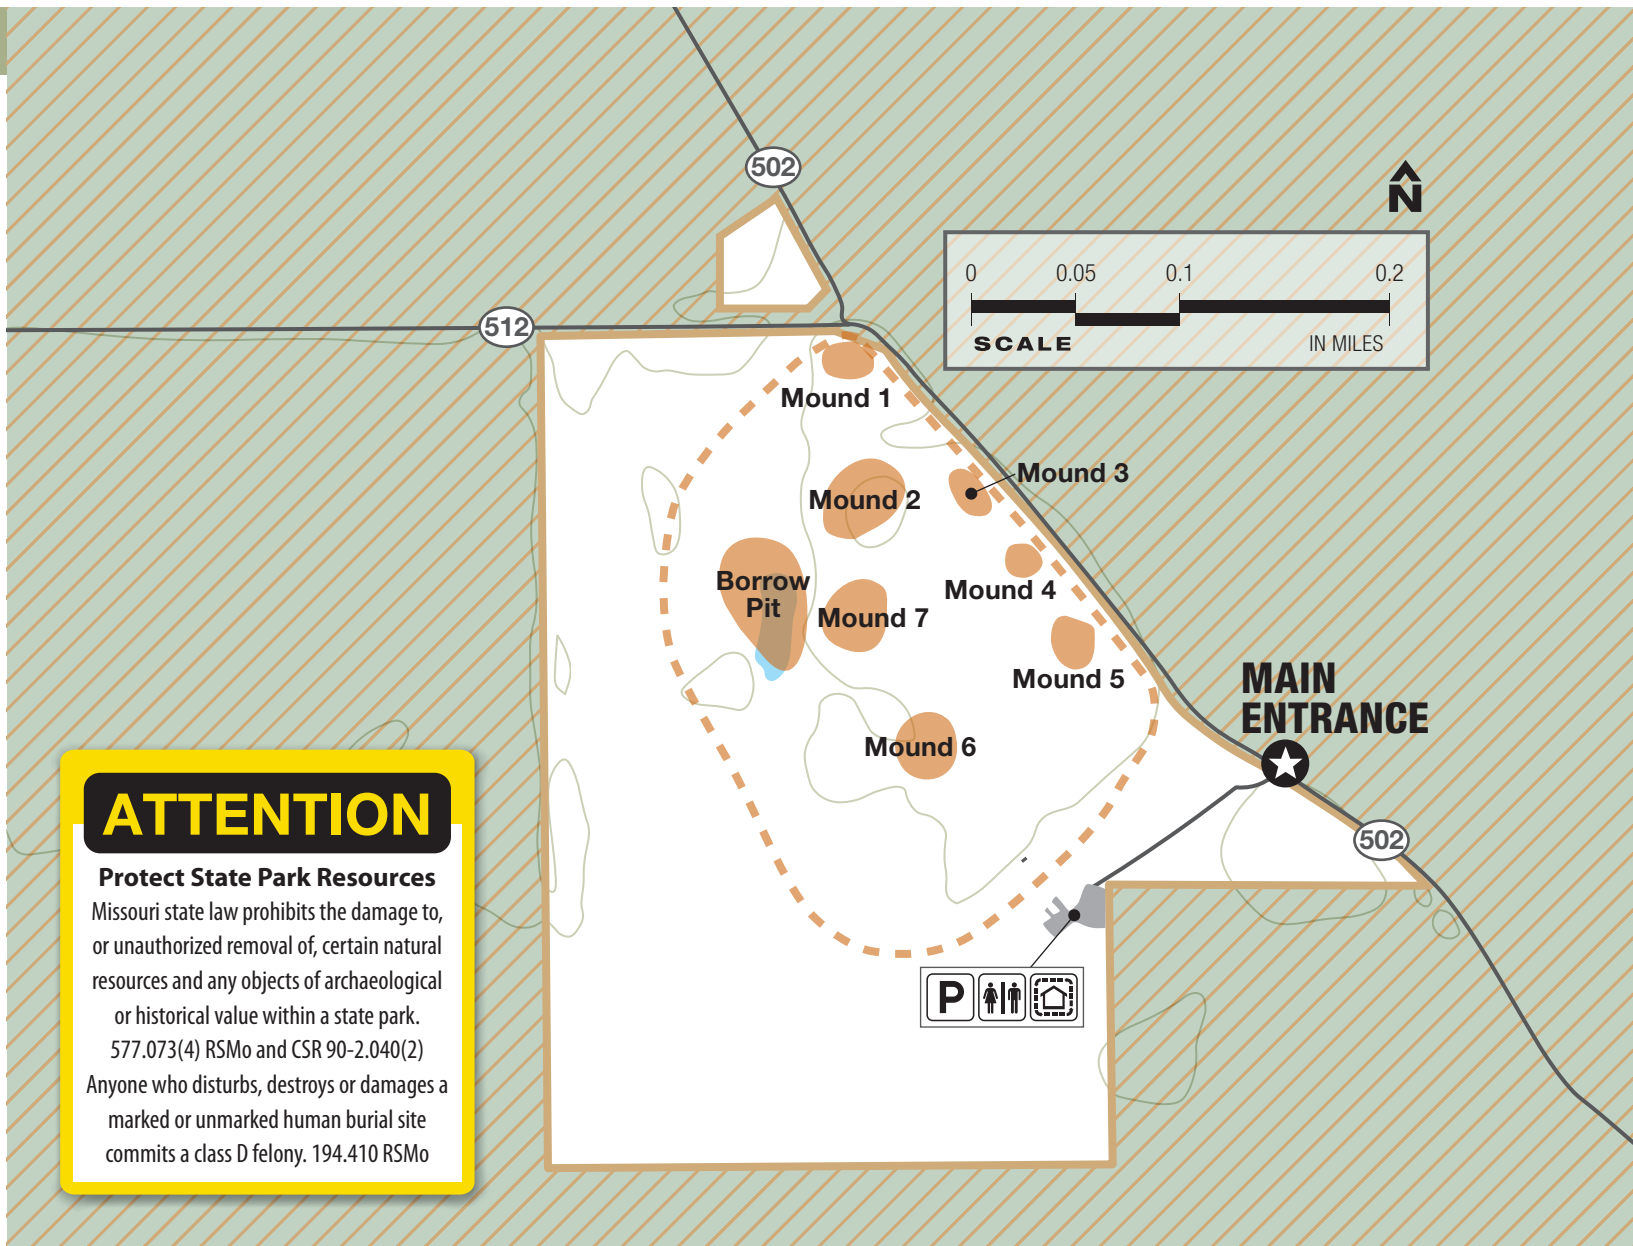 502
N
0 0.05 0.1 0.2
SCALE IN MILES
512
Mound 1
Mound 3
Mound 2
Borrow
Pit
Mound 4
Mound 7
Mound 5
MAIN
ENTRANCE
Mound 6
502
P
ATTENTION
Protect State Park Resources
Missouri state law prohibits the damage to,
or unauthorized removal of, certain natural
resources and any objects of archaeological
or historical value within a state park.
577.073(4) RSMo and CSR 90-2.040(2)
Anyone who disturbs, destroys or damages a
marked or unmarked human burial site
commits a class D felony. 194.410 RSMo